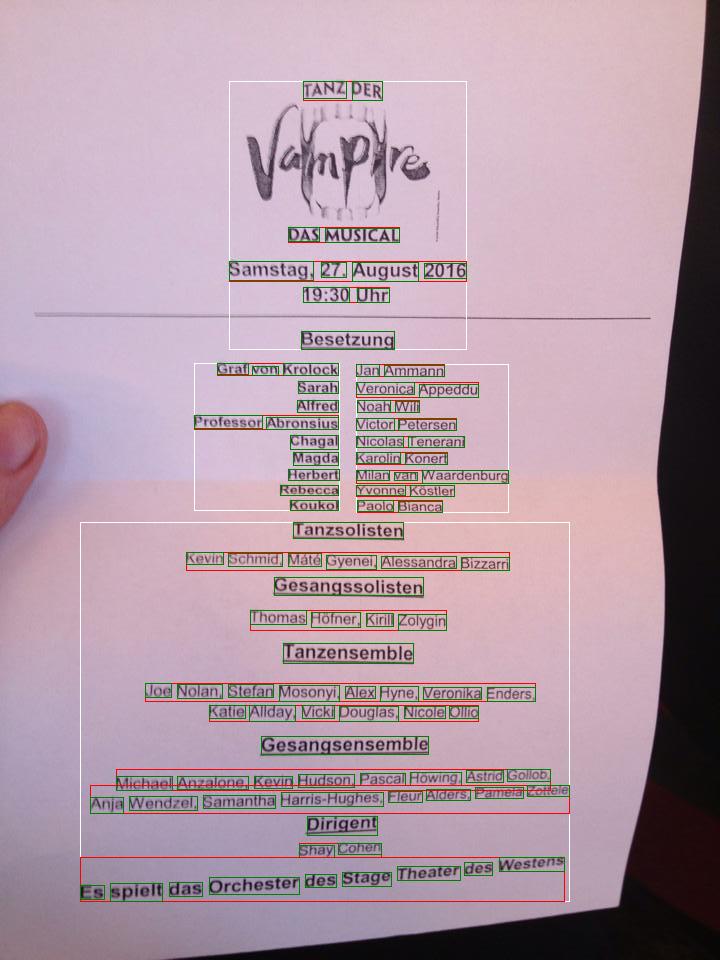 TANZ DER
Vampire
DAS MUSICAL
Samstag, 27. August 2016
19:30 Uhr
Besetzung
Graf von Krolock Jan Ammann
Sarah Veronica Appeddu
Alfred Noah Wili
Professor Abronsius Victor Petersen
Chagal Nicolas Tenerani
Magda Karolin Konert
Herbert Milan van Waardenburg
Rebecca Yvonne Köstler
Koukol Paolo Bianca
Tanzsolisten
Kevin Schmid, Máté Gyenei, Alessandra Bizzarri
Gesangssolisten
Thomas Höfner, Kirill Zolygin
Tanzensemble
Joe Nolan, Stefan Mosonyi, Alex Hyne, Veronika Enders,
Katie Allday, Vicki Douglas, Nicole Ollio
Gesangsensemble
Michael Anzalone, Kevin Hudson, Pascal Höwing, Astrid Gollob,
Anja Wendzel, Samantha Harris-Hughes, Fleur Alders, Pamela Zottele
Dirigent
Shay Cohen
Es spielt das Orchester des Stage Theater des Westens